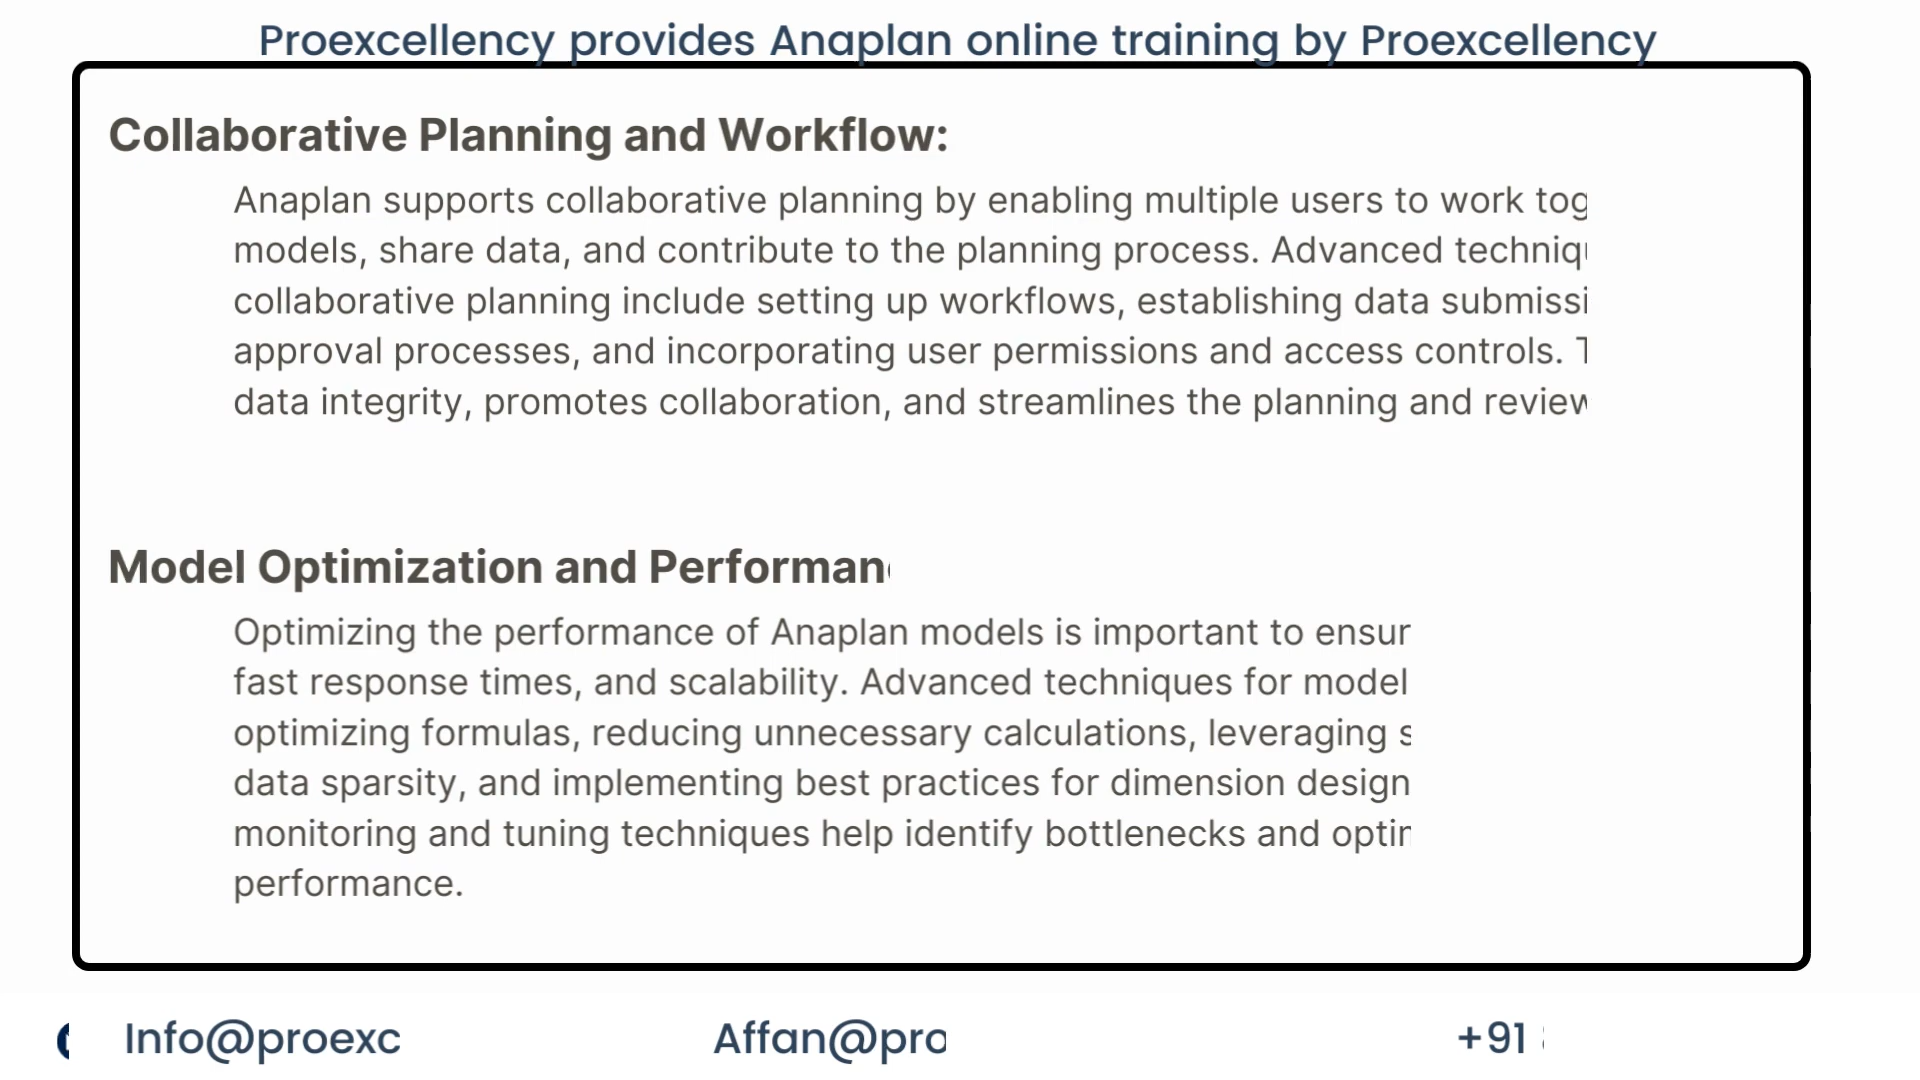 Proexcellency provides Anaplan online training by Proexcellency
Collaborative Planning and Workflow:
Anaplan supports collaborative planning by enabling multiple users to work tog
models, share data, and contribute to the planning process. Advanced techniq
collaborative planning include setting up workflows, establishing data submissi
approval processes, and incorporating user permissions and access controls. T
data integrity, promotes collaboration, and streamlines the planning and review
Model Optimization and Performan
Optimizing the performance of Anaplan models is important to ensur
fast response times, and scalability. Advanced techniques for model
optimizing formulas, reducing unnecessary calculations, leveraging s
data sparsity, and implementing best practices for dimension design
monitoring and tuning techniques help identify bottlenecks and opti
performance.
Info@proexc
Affan@pro
+91